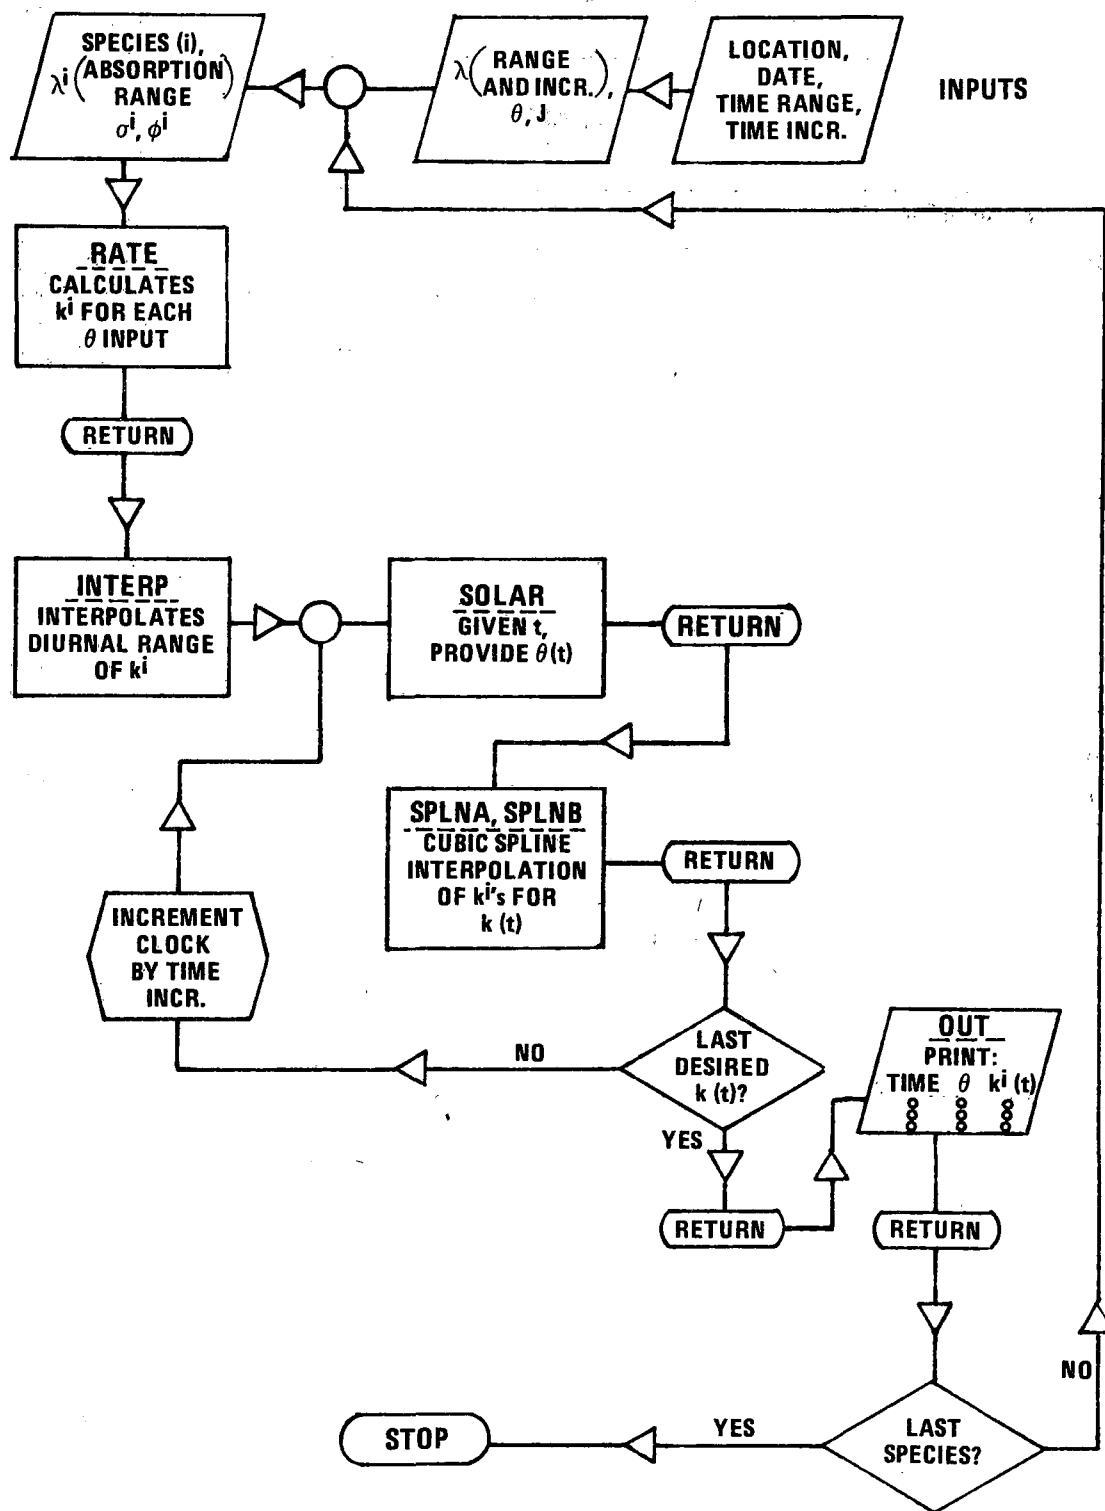 SPECIES (i),
λⁱ (ABSORPTION
RANGE)
σⁱ, ϕⁱ
λ (RANGE
AND INCR.),
θ, J
LOCATION,
DATE,
TIME RANGE,
TIME INCR.
INPUTS
RATE
CALCULATES
kⁱ FOR EACH
θ INPUT
RETURN
INTERP
INTERPOLATES
DIURNAL RANGE
OF kⁱ
SOLAR
GIVEN t,
PROVIDE θ(t)
RETURN
SPLNA, SPLNB
CUBIC SPLINE
INTERPOLATION
OF kⁱ's FOR
k (t)
RETURN
INCREMENT
CLOCK
BY TIME
INCR.
NO
LAST
DESIRED
k (t)?
YES
RETURN
OUT
PRINT:
TIME θ kⁱ (t)
RETURN
NO
LAST
SPECIES?
YES
STOP